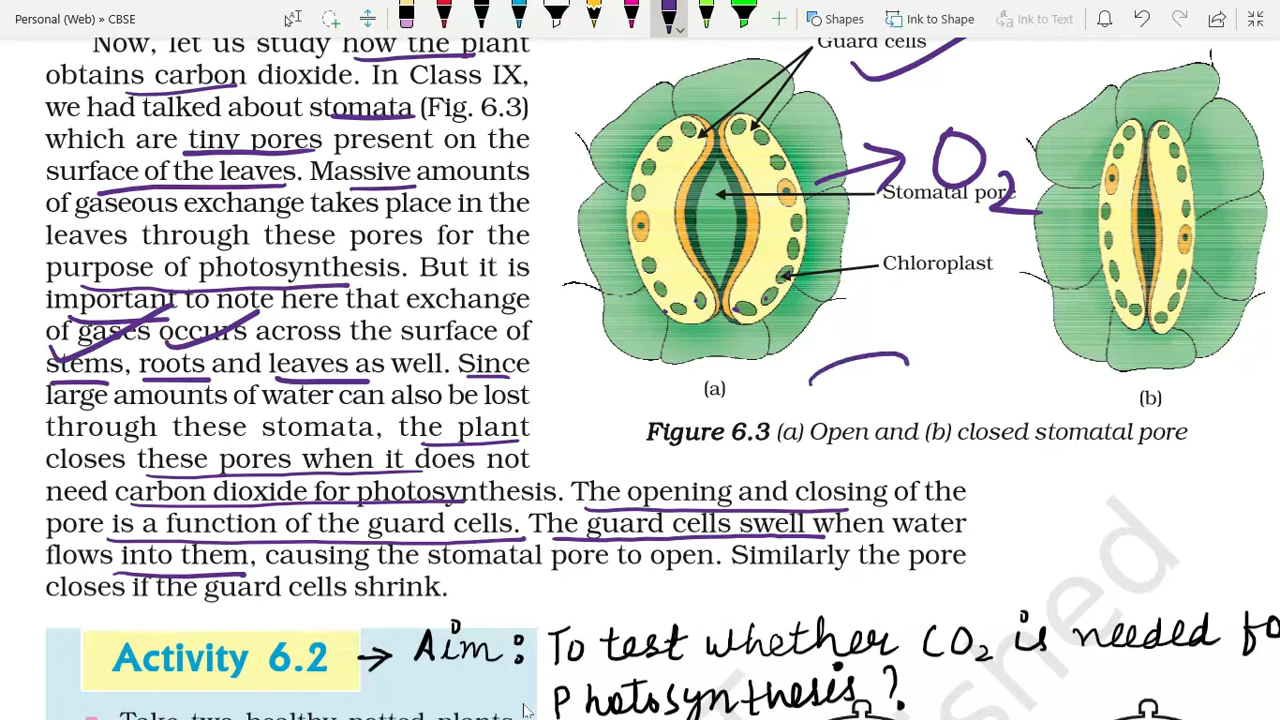 Personal (Web) » CBSE
Shapes
Ink to Shape
Ink to Text
Now, let us study how the plant
obtains carbon dioxide. In Class IX,
we had talked about stomata (Fig. 6.3)
which are tiny pores present on the
surface of the leaves. Massive amounts
of gaseous exchange takes place in the
leaves through these pores for the
purpose of photosynthesis. But it is
important to note here that exchange
of gases occurs across the surface of
stems, roots and leaves as well. Since
large amounts of water can also be lost
through these stomata, the plant
closes these pores when it does not
need carbon dioxide for photosynthesis. The opening and closing of the
pore is a function of the guard cells. The guard cells swell when water
flows into them, causing the stomatal pore to open. Similarly the pore
closes if the guard cells shrink.
Guard cells
O2
Stomatal pore
Chloroplast
(a)
(b)
Figure 6.3 (a) Open and (b) closed stomatal pore
Activity 6.2
→ Aim : To test whether CO2 is needed fo
Photosynthesis ?
Take two healthy potted plants